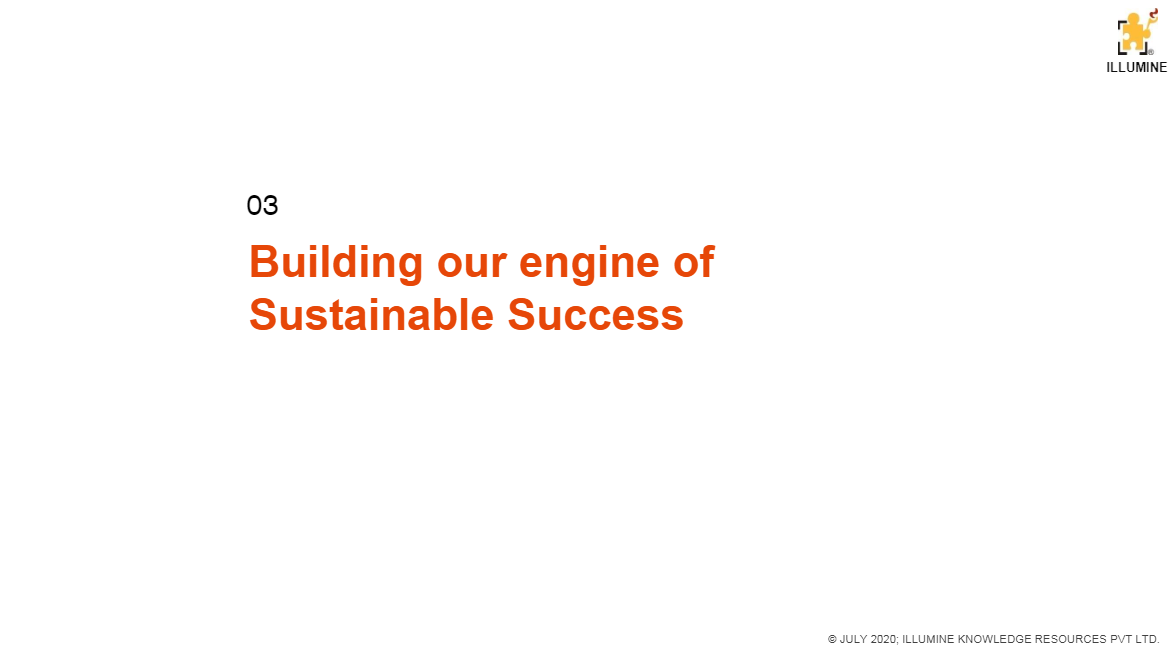 ®
ILLUMINE
03
Building our engine of
Sustainable Success
© JULY 2020; ILLUMINE KNOWLEDGE RESOURCES PVT LTD.